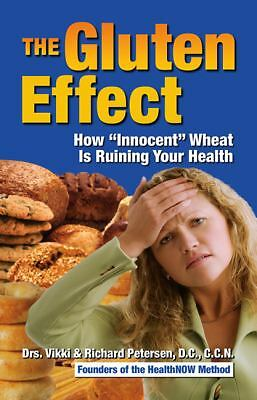 THE Gluten
Effect
How “Innocent” Wheat
Is Ruining Your Health
Drs. Vikki & Richard Petersen, D.C., C.C.N.
Founders of the HealthNOW Method